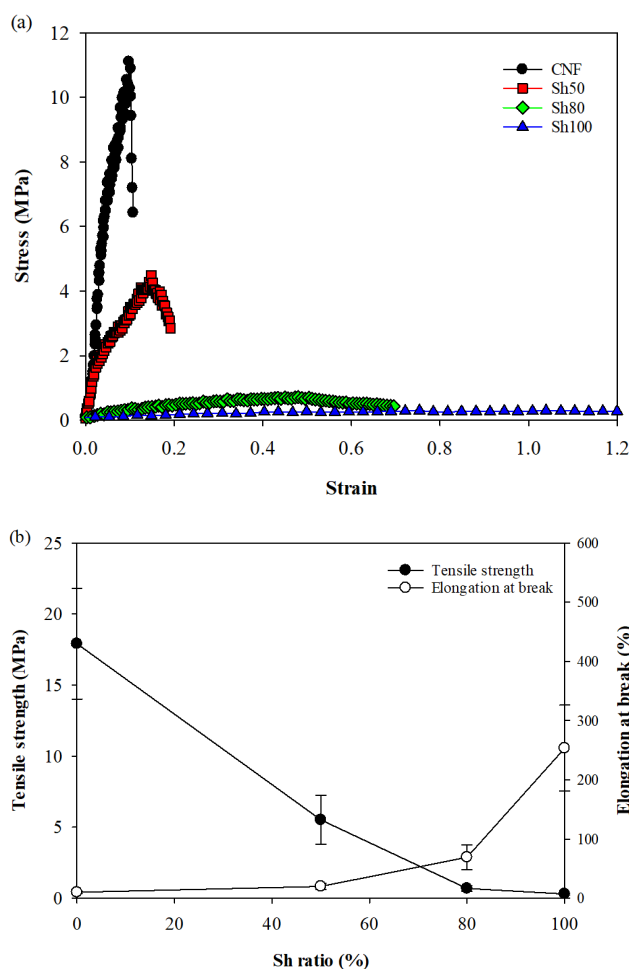 (a)
12
10
8
6
4
2
0
Stress (MPa)
CNF
Sh50
Sh80
Sh100
0.0 0.2 0.4 0.6 0.8 1.0 1.2
Strain
(b)
25
20
15
10
5
0
Tensile strength (MPa)
Tensile strength
Elongation at break
600
500
400
300
200
100
0
Elongation at break (%)
0 20 40 60 80 100
Sh ratio (%)